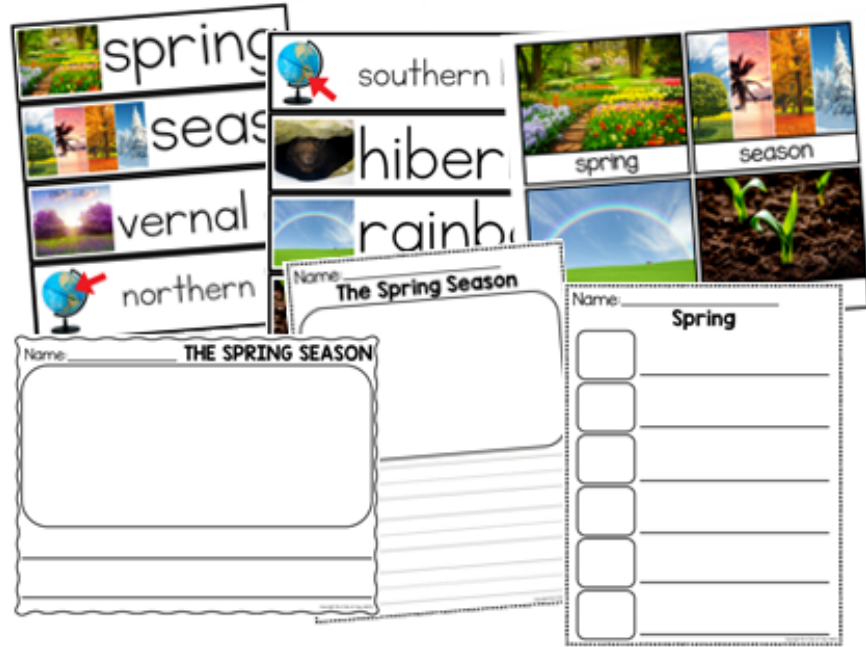 spring
seas
vernal
northern
southern
hiber
rainb
spring
season
Name:
The Spring Season
Name:
THE SPRING SEASON
Name:
Spring